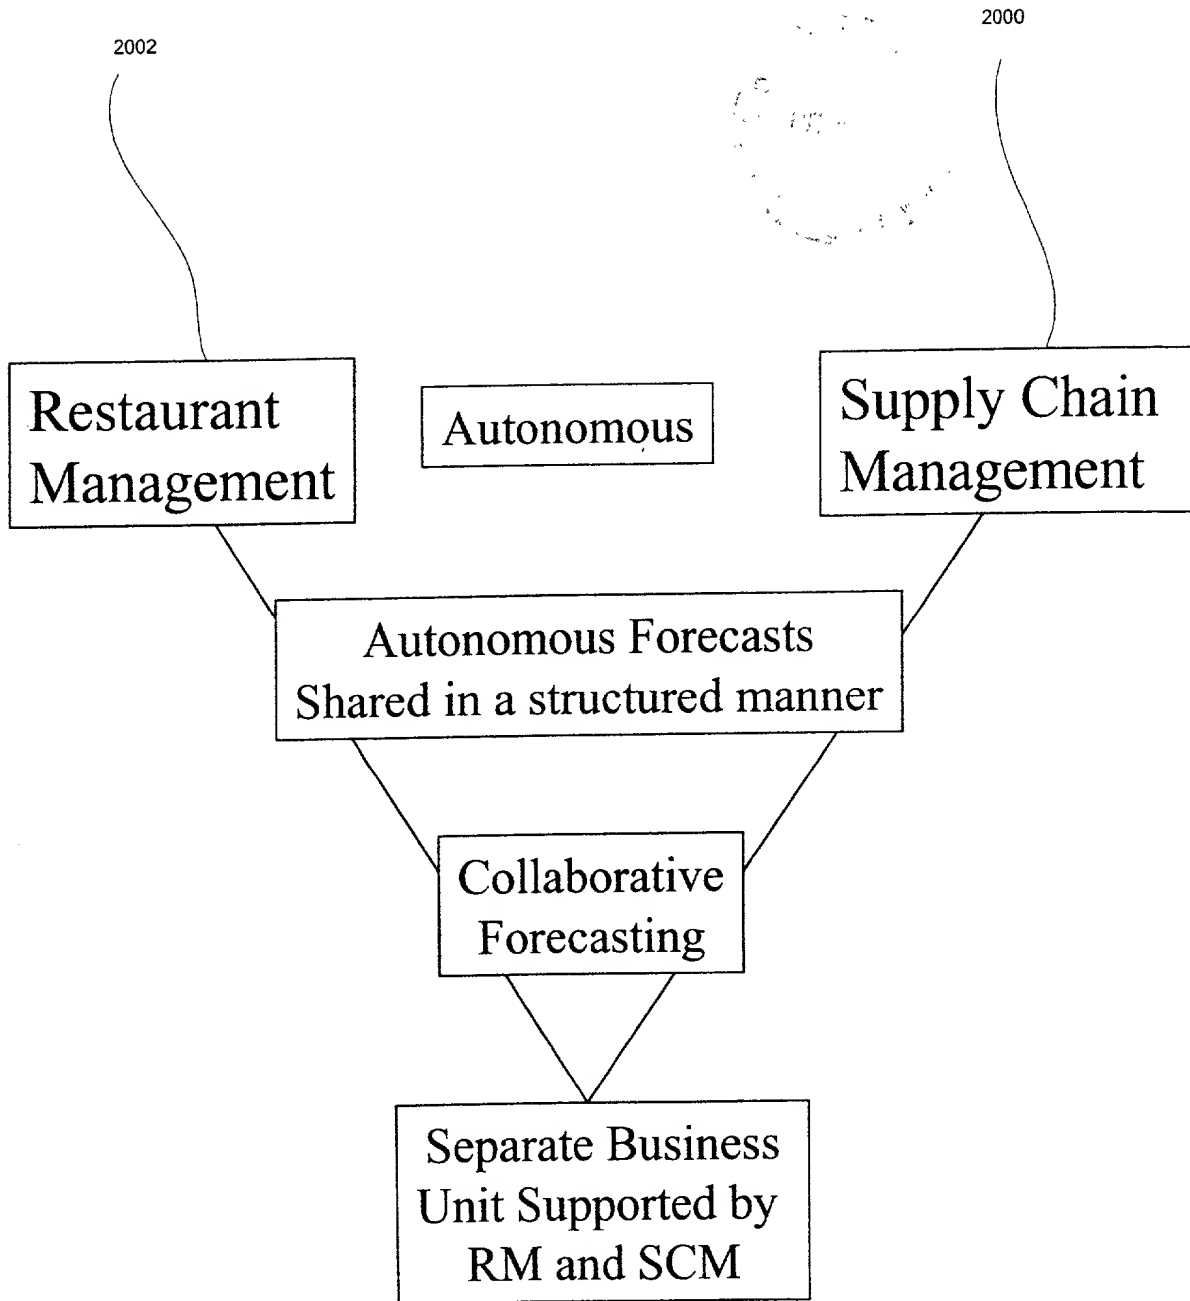 2002
2000
Restaurant
Management
Autonomous
Supply Chain
Management
Autonomous Forecasts
Shared in a structured manner
Collaborative
Forecasting
Separate Business
Unit Supported by
RM and SCM